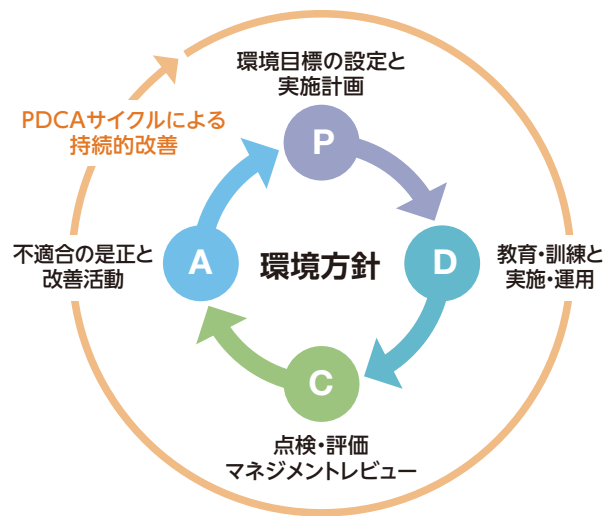 環境目標の設定と
実施計画
PDCAサイクルによる
持続的改善
P
不適合の是正と
改善活動
A
環境方針
D
教育・訓練と
実施・運用
C
点検・評価
マネジメントレビュー